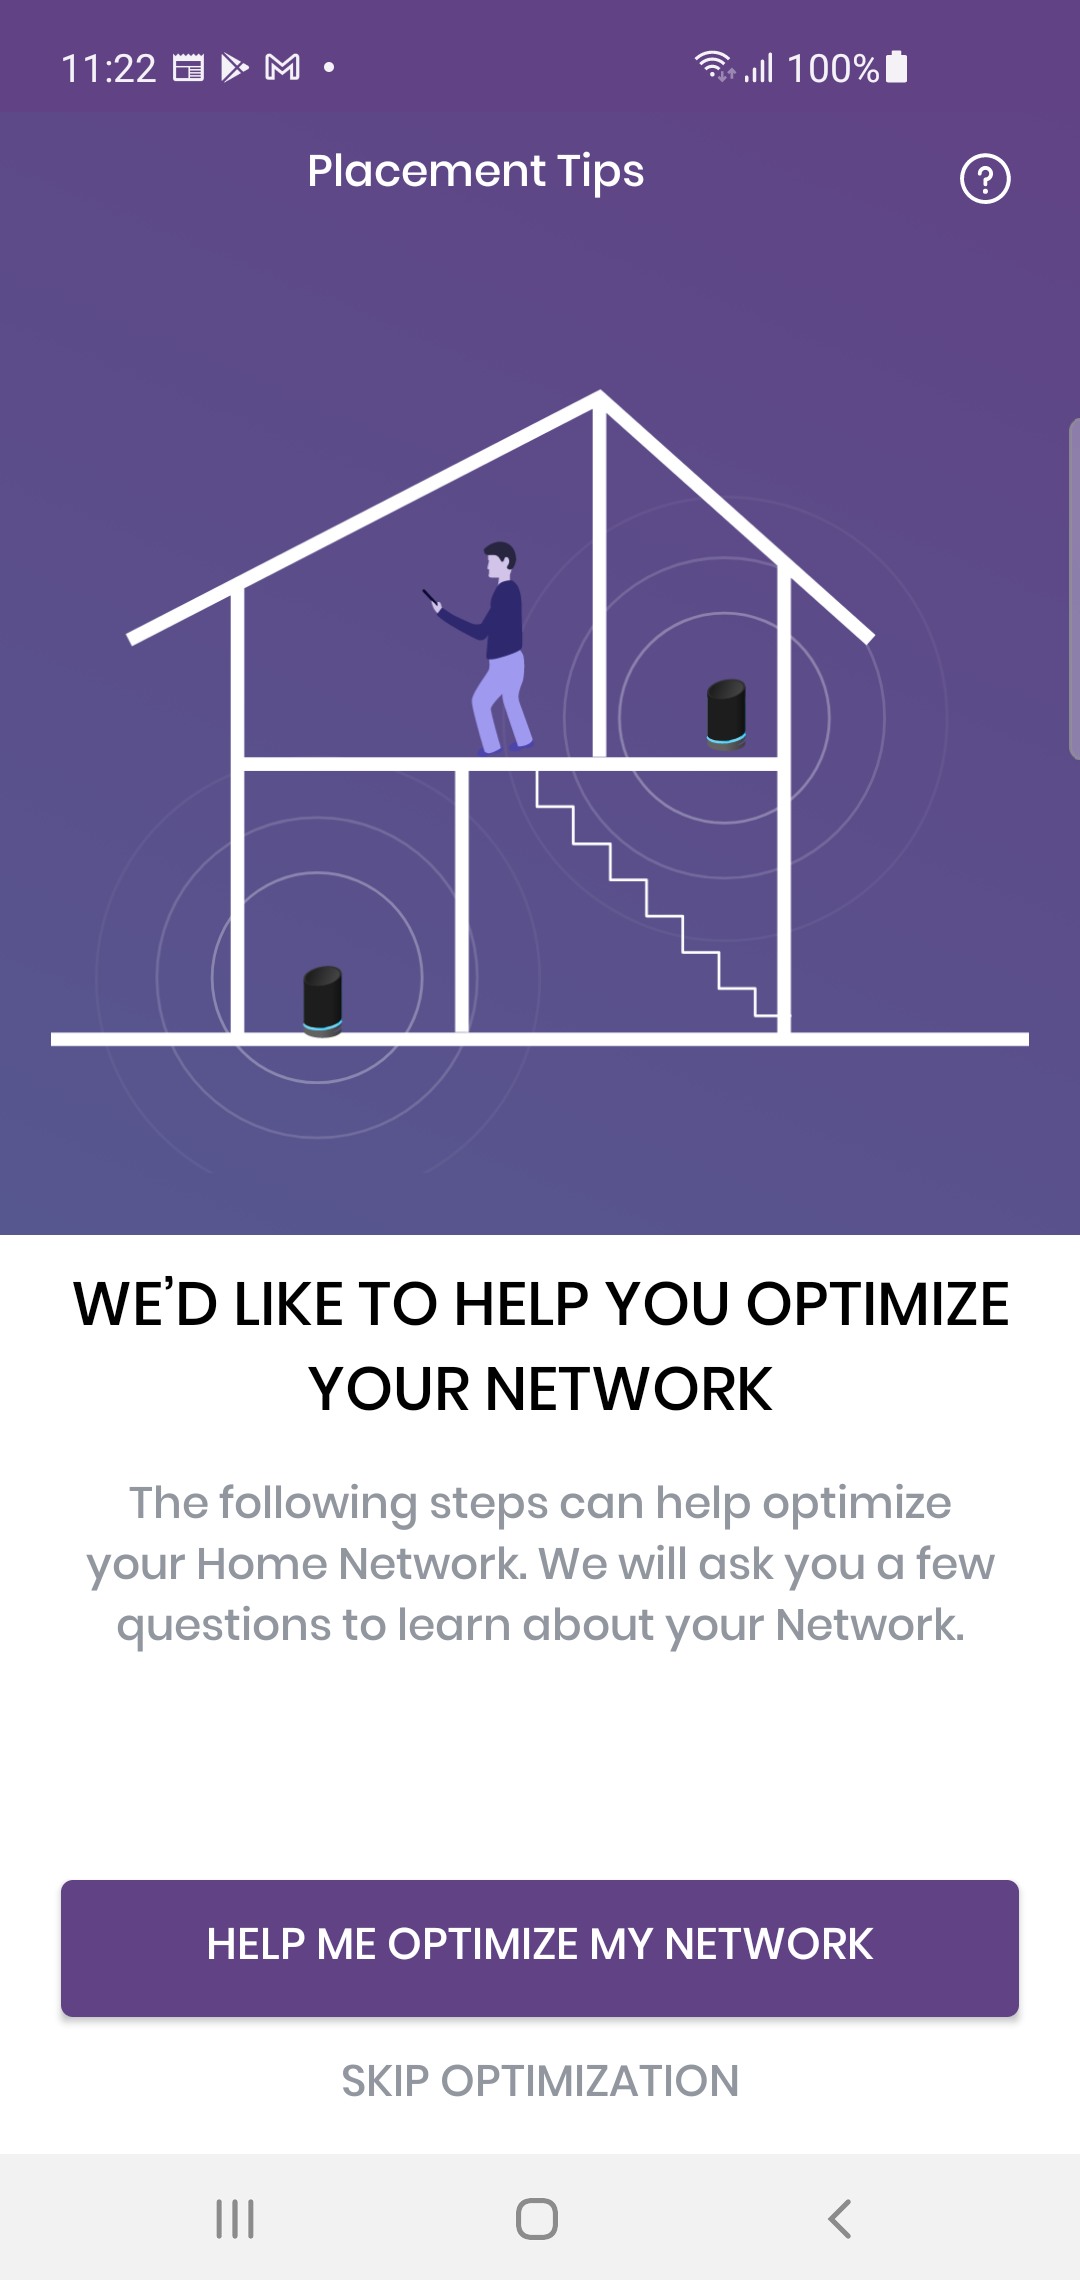 11:22 100%
Placement Tips
WE’D LIKE TO HELP YOU OPTIMIZE
YOUR NETWORK
The following steps can help optimize
your Home Network. We will ask you a few
questions to learn about your Network.
HELP ME OPTIMIZE MY NETWORK
SKIP OPTIMIZATION